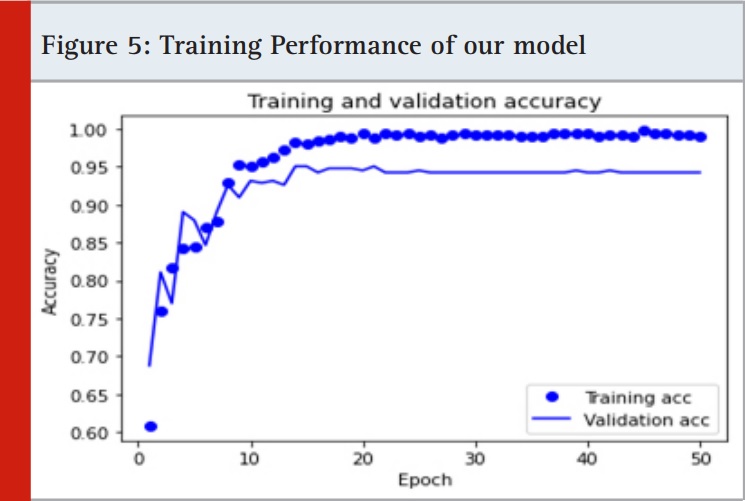 Figure 5: Training Performance of our model
Training and validation accuracy
1.00
0.95
0.90
0.85
0.80
0.75
0.70
0.65
0.60
Accuracy
Training acc
Validation acc
0 10 20 30 40 50
Epoch